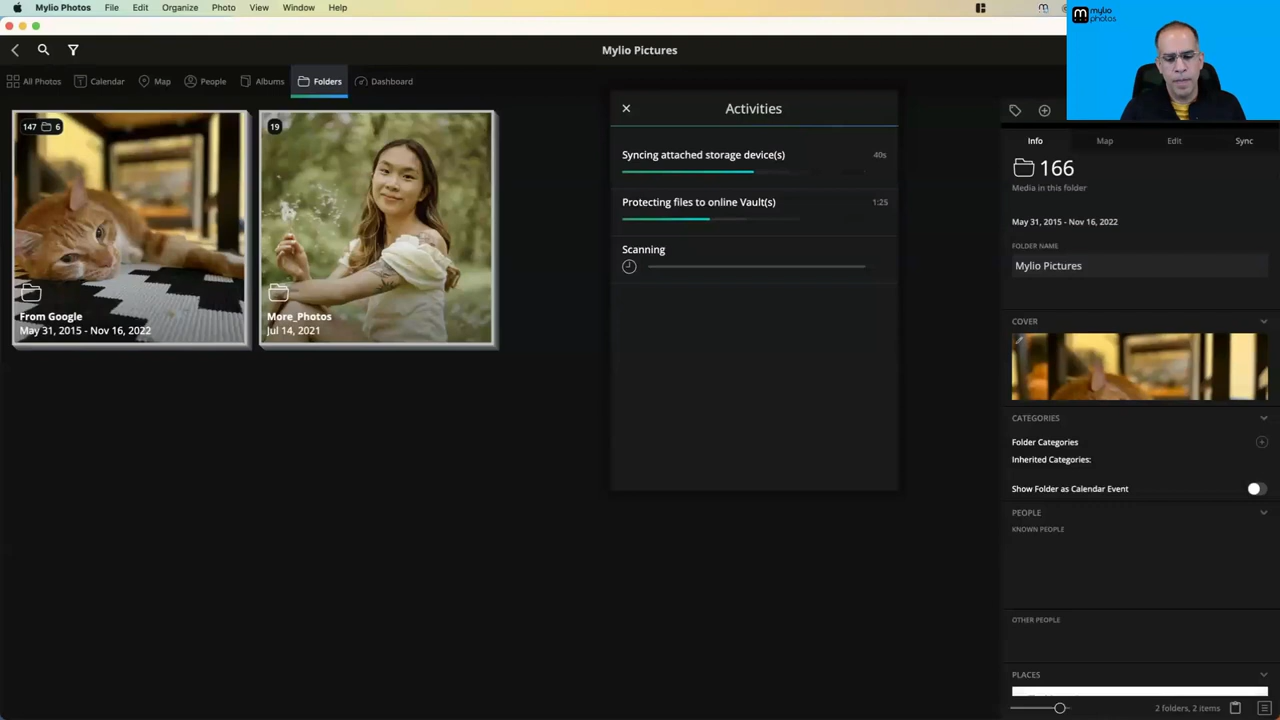 Mylio Photos File Edit Organize Photo View Window Help
mylio photos
Mylio Pictures
All Photos Calendar Map People Albums Folders Dashboard
147 6
From Google
May 31, 2015 - Nov 16, 2022
19
More_Photos
Jul 14, 2021
Activities
Syncing attached storage device(s) 40s
Protecting files to online Vault(s) 1:25
Scanning
Info Map Edit Sync
166
Media in this folder
May 31, 2015 - Nov 16, 2022
FOLDER NAME
Mylio Pictures
COVER
CATEGORIES
Folder Categories
Inherited Categories:
Show Folder as Calendar Event
PEOPLE
KNOWN PEOPLE
OTHER PEOPLE
PLACES
2 folders, 2 items